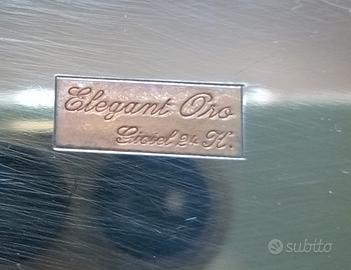 Elegant Oro
Gioiel 24 K.
subito